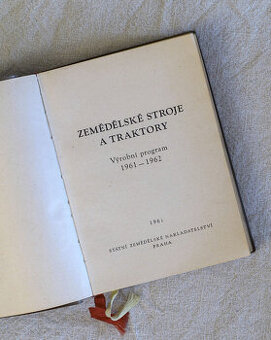 ZEMĚDĚLSKÉ STROJE
A TRAKTORY
Výrobní program
1961—1962
1961
STÁTNÍ ZEMĚDĚLSKÉ NAKLADATELSTVÍ
PRAHA